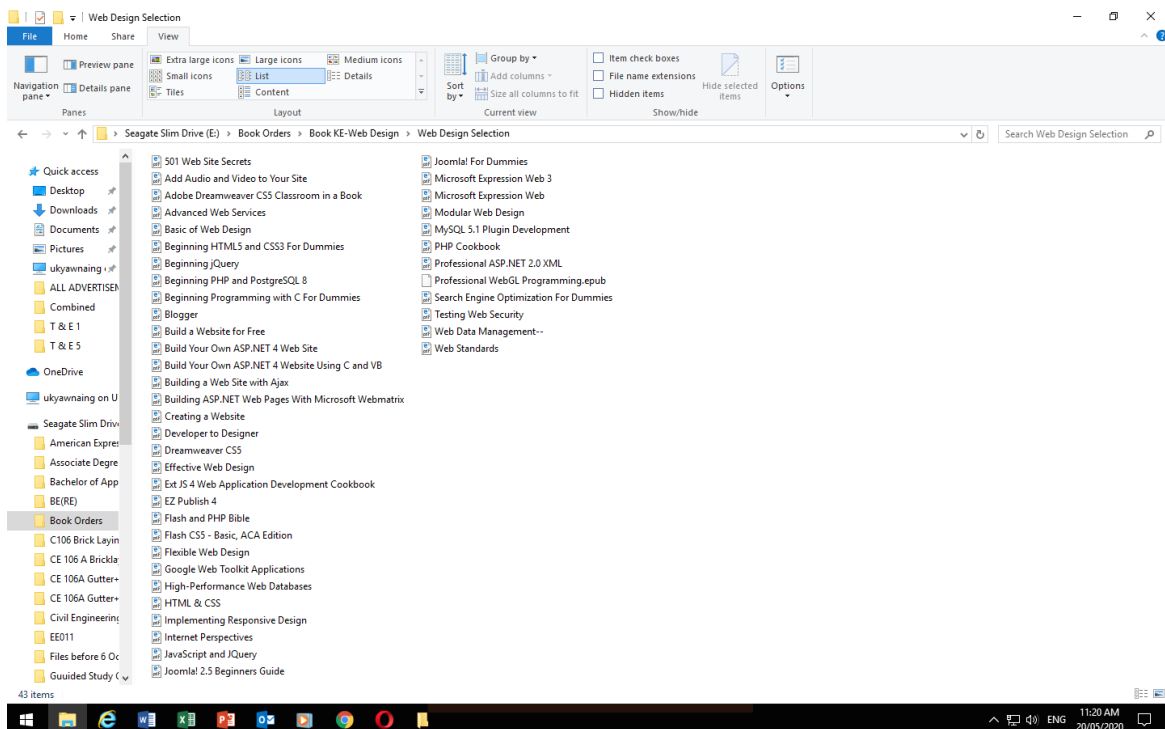 Web Design Selection
File Home Share View
Preview pane
Details pane
Navigation pane
Panes
Extra large icons Large icons Medium icons
Small icons List Details
Tiles Content
Layout
Sort by
Group by
Add columns
Size all columns to fit
Current view
Item check boxes
File name extensions
Hidden items
Hide selected items
Show/hide
Options
Seagate Slim Drive (E:) > Book Orders > Book KE-Web Design > Web Design Selection
Search Web Design Selection
Quick access
Desktop
Downloads
Documents
Pictures
ukyawnaing
ALL ADVERTISEN
Combined
T & E 1
T & E 5
OneDrive
ukyawnaing on U
Seagate Slim Driv
American Expres
Associate Degre
Bachelor of App
BE(RE)
Book Orders
C106 Brick Layin
CE 106 A Brickla
CE 106A Gutter+
CE 106A Gutter+
Civil Engineering
EE011
Files before 6 Oc
Guuided Study (
501 Web Site Secrets
Add Audio and Video to Your Site
Adobe Dreamweaver CS5 Classroom in a Book
Advanced Web Services
Basic of Web Design
Beginning HTML5 and CSS3 For Dummies
Beginning jQuery
Beginning PHP and PostgreSQL 8
Beginning Programming with C For Dummies
Blogger
Build a Website for Free
Build Your Own ASP.NET 4 Web Site
Build Your Own ASP.NET 4 Website Using C and VB
Building a Web Site with Ajax
Building ASP.NET Web Pages With Microsoft Webmatrix
Creating a Website
Developer to Designer
Dreamweaver CS5
Effective Web Design
Ext JS 4 Web Application Development Cookbook
EZ Publish 4
Flash and PHP Bible
Flash CS5 - Basic, ACA Edition
Flexible Web Design
Google Web Toolkit Applications
High-Performance Web Databases
HTML & CSS
Implementing Responsive Design
Internet Perspectives
JavaScript and JQuery
Joomla! 2.5 Beginners Guide
Joomla! For Dummies
Microsoft Expression Web 3
Microsoft Expression Web
Modular Web Design
MySQL 5.1 Plugin Development
PHP Cookbook
Professional ASP.NET 2.0 XML
Professional WebGL Programming.epub
Search Engine Optimization For Dummies
Testing Web Security
Web Data Management--
Web Standards
43 items
ENG
11:20 AM
20/05/2020